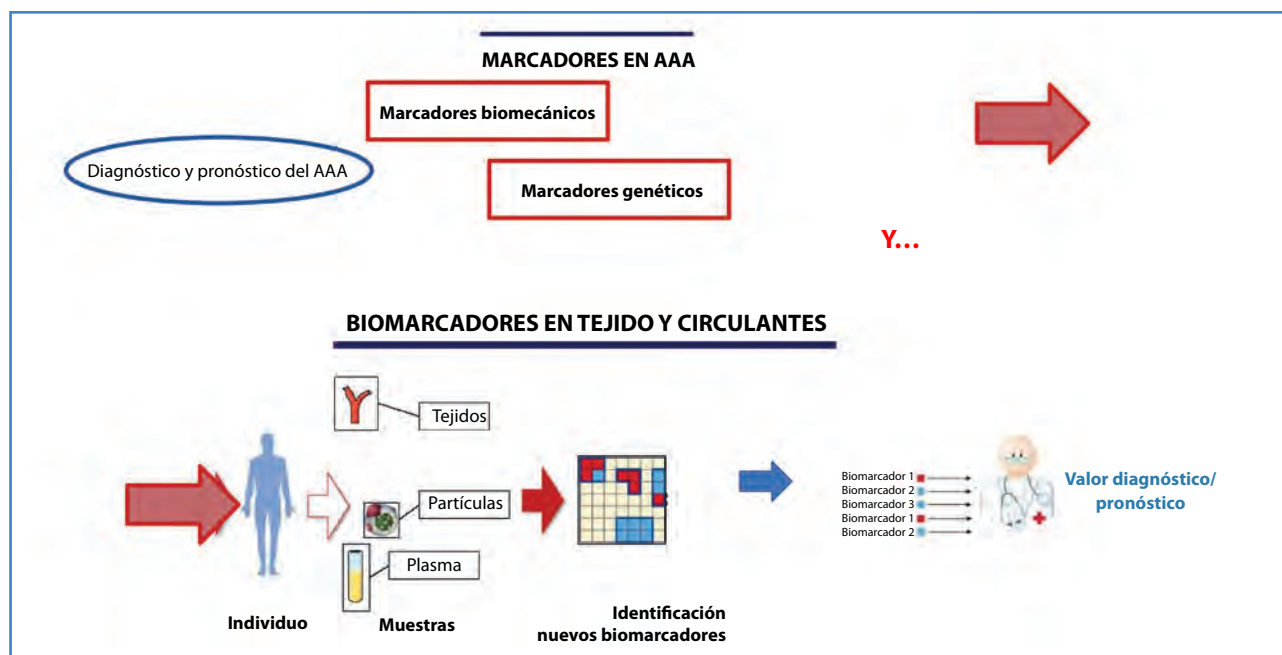 MARCADORES EN AAA
Marcadores biomecánicos
Diagnóstico y pronóstico del AAA
Marcadores genéticos
Y...
BIOMARCADORES EN TEJIDO Y CIRCULANTES
Tejidos
Partículas
Plasma
Individuo
Muestras
Identificación
nuevos biomarcadores
Biomarcador 1
Biomarcador 2
Biomarcador 3
Biomarcador 1
Biomarcador 2
Valor diagnóstico/
pronóstico